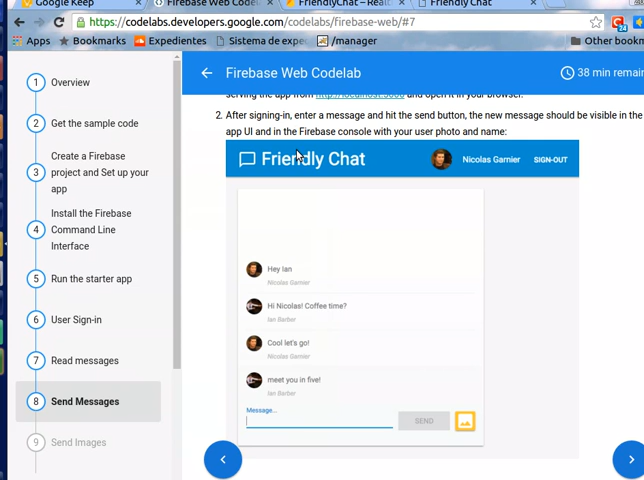 Google Keep
Firebase Web Codel
FriendlyChat – Realt
Friendly Chat
https://codelabs.developers.google.com/codelabs/firebase-web/#7
24
Apps
Bookmarks
Expedientes
Sistema de expe
/manager
Other bookm
1 Overview
2 Get the sample code
3 Create a Firebase
project and Set up your
app
4 Install the Firebase
Command Line
Interface
5 Run the starter app
6 User Sign-in
7 Read messages
8 Send Messages
9 Send Images
Firebase Web Codelab
38 min remain
serving the app from http://localhost:5000 and open it in your browser.
2. After signing-in, enter a message and hit the send button, the new message should be visible in the
app UI and in the Firebase console with your user photo and name:
Friendly Chat
Nicolas Garnier
SIGN-OUT
Hey Ian
Nicolas Garnier
Hi Nicolas! Coffee time?
Ian Barber
Cool let's go!
Nicolas Garnier
meet you in five!
Ian Barber
Message...
SEND